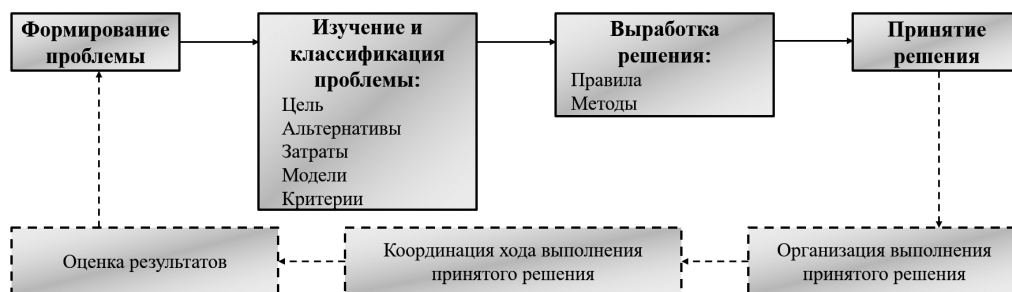 Формирование
проблемы
Изучение и
классификация
проблемы:
Цель
Альтернативы
Затраты
Модели
Критерии
Выработка
решения:
Правила
Методы
Принятие
решения
Оценка результатов
Координация хода выполнения
принятого решения
Организация выполнения
принятого решения